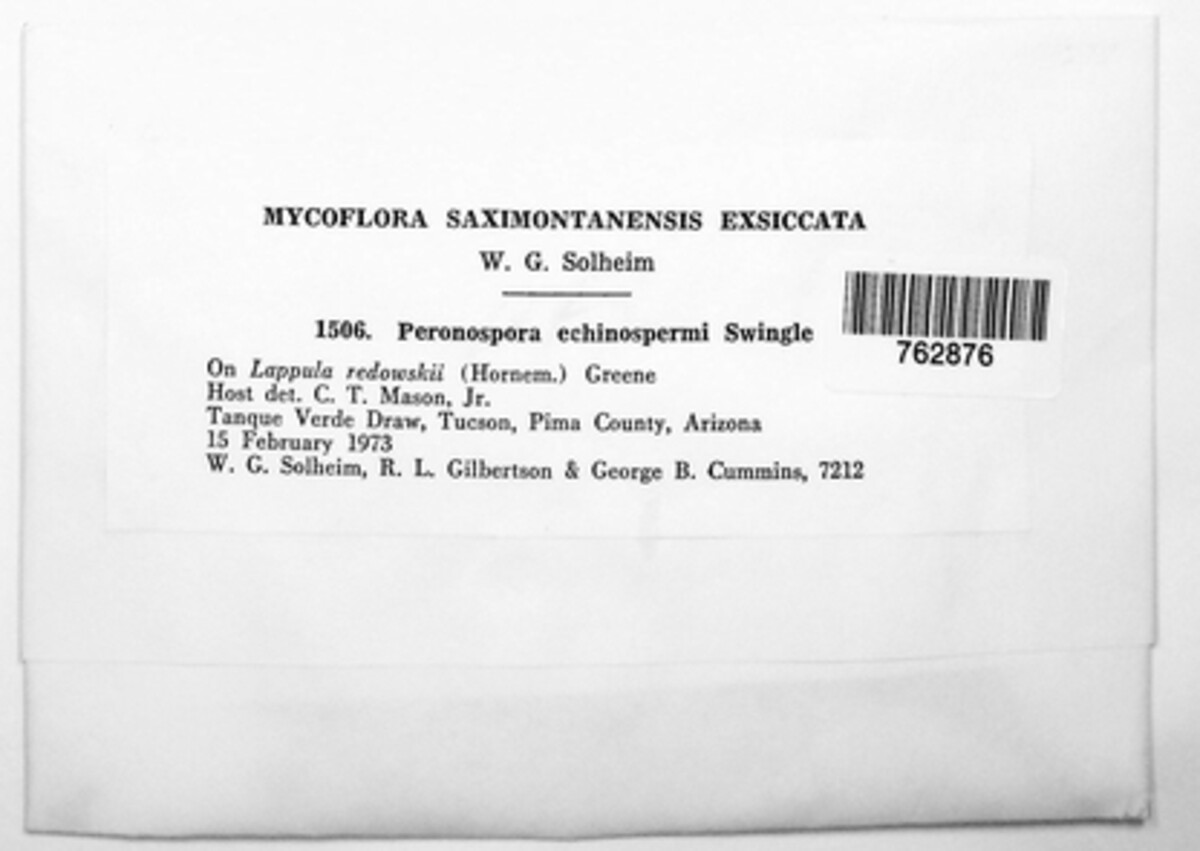 MYCOFLORA SAXIMONTANENSIS EXSICCATA
W. G. Solheim
1506. Peronospora echinospermi Swingle
762876
On Lappula redowskii (Hornem.) Greene
Host det. C. T. Mason, Jr.
Tanque Verde Draw, Tucson, Pima County, Arizona
15 February 1973
W. G. Solheim, R. L. Gilbertson & George B. Cummins, 7212